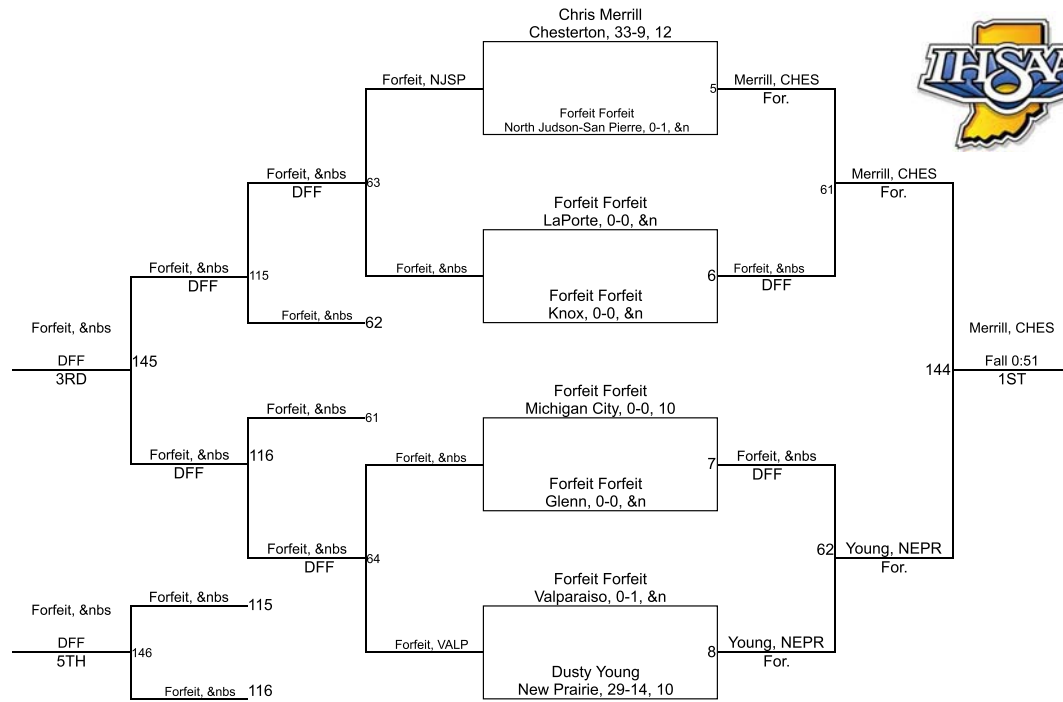 Chris Merrill
Chesterton, 33-9, 12
IHSAA
Forfeit, NJSP
5
Merrill, CHES
For.
Forfeit Forfeit
North Judson-San Pierre, 0-1, &n
Forfeit, &nbs
DFF
63
61
Merrill, CHES
For.
Forfeit Forfeit
LaPorte, 0-0, &n
Forfeit, &nbs
DFF
115
Forfeit, &nbs
6
Forfeit, &nbs
DFF
Forfeit Forfeit
Knox, 0-0, &n
Forfeit, &nbs
62
Forfeit, &nbs
DFF
3RD
145
144
Merrill, CHES
Fall 0:51
1ST
Forfeit Forfeit
Michigan City, 0-0, 10
Forfeit, &nbs
61
Forfeit, &nbs
DFF
116
Forfeit, &nbs
7
Forfeit, &nbs
DFF
Forfeit Forfeit
Glenn, 0-0, &n
Forfeit, &nbs
DFF
64
62
Young, NEPR
For.
Forfeit Forfeit
Valparaiso, 0-1, &n
Forfeit, &nbs
115
Forfeit, &nbs
DFF
5TH
146
Forfeit, VALP
8
Young, NEPR
For.
Dusty Young
New Prairie, 29-14, 10
Forfeit, &nbs
116